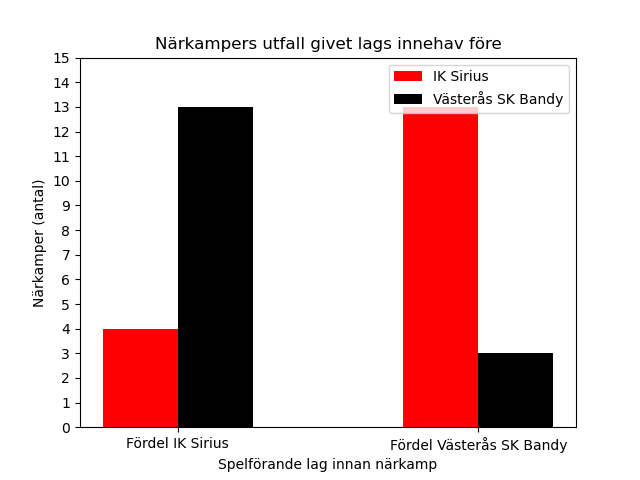 Närkampers utfall givet lags innehav före
IK Sirius
Västerås SK Bandy
15
14
13
12
11
10
9
8
7
6
5
4
3
2
1
0
Närkamper (antal)
Fördel IK Sirius
Fördel Västerås SK Bandy
Spelförande lag innan närkamp